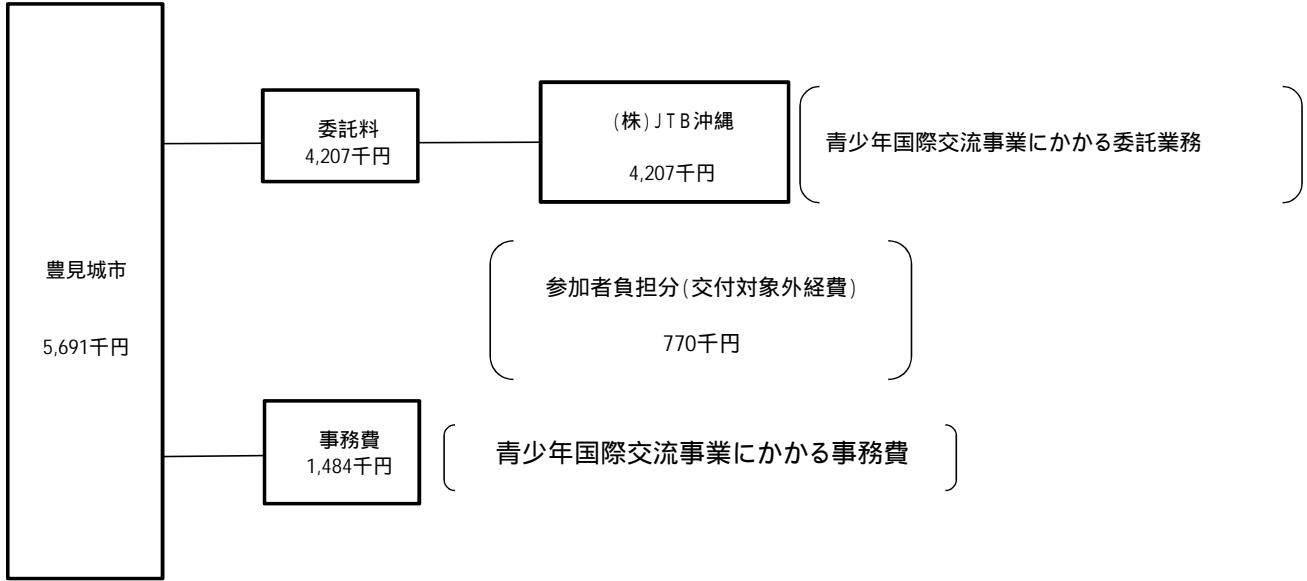 豊見城市
5,691千円
委託料
4,207千円
(株)JTB沖縄
4,207千円
青少年国際交流事業にかかる委託業務
参加者負担分(交付対象外経費)
770千円
事務費
1,484千円
青少年国際交流事業にかかる事務費